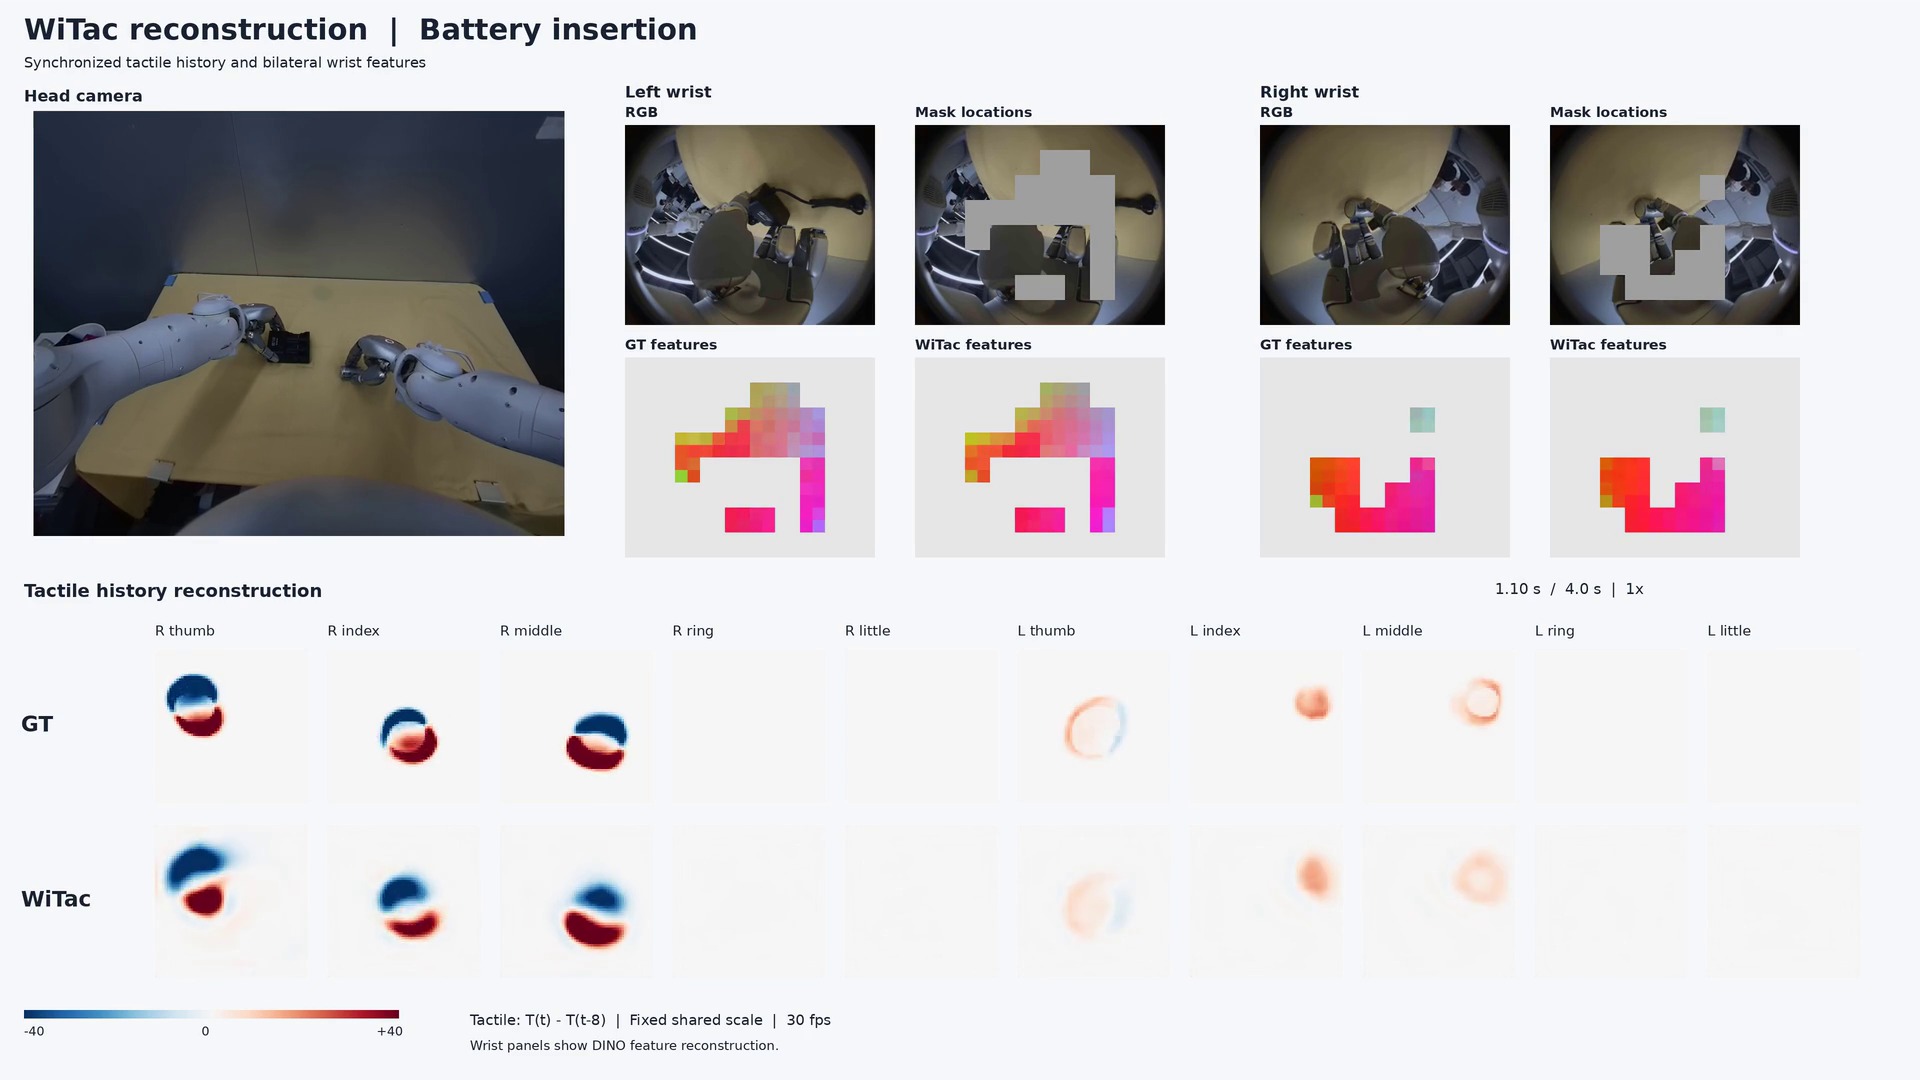 WiTac reconstruction | Battery insertion
Synchronized tactile history and bilateral wrist features
Head camera
Left wrist
RGB
Mask locations
Right wrist
RGB
Mask locations
GT features
WiTac features
GT features
WiTac features
Tactile history reconstruction
1.10 s / 4.0 s | 1x
R thumb
R index
R middle
R ring
R little
L thumb
L index
L middle
L ring
L little
GT
WiTac
-40
0
+40
Tactile: T(t) - T(t-8) | Fixed shared scale | 30 fps
Wrist panels show DINO feature reconstruction.